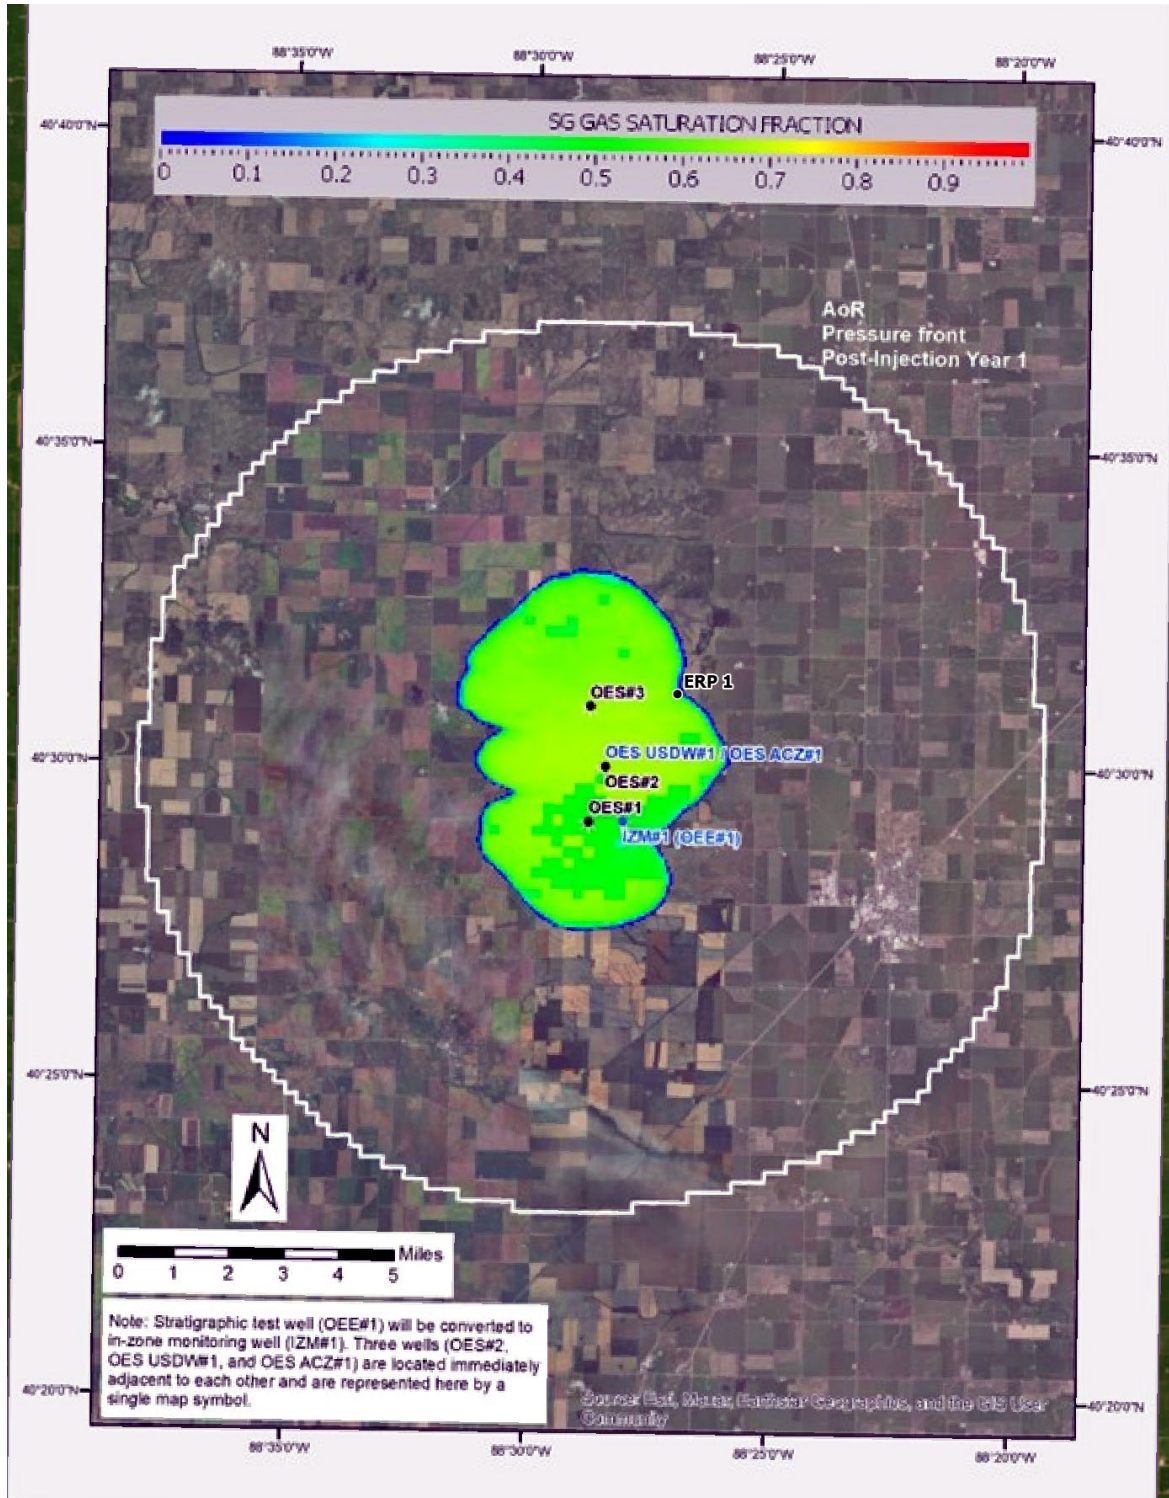 88°35'0"W 88°30'0"W 88°25'0"W 88°20'0"W
40°40'0"N 40°40'0"N
SG GAS SATURATION FRACTION
0 0.1 0.2 0.3 0.4 0.5 0.6 0.7 0.8 0.9
AoR
Pressure front
Post-Injection Year 1
40°35'0"N 40°35'0"N
ERP 1
OES#3
OES USDW#1 / OES ACZ#1
40°30'0"N 40°30'0"N
OES#2
OES#1
IZM#1 (OEE#1)
40°25'0"N 40°25'0"N
N
Miles
0 1 2 3 4 5
Note: Stratigraphic test well (OEE#1) will be converted to
in-zone monitoring well (IZM#1). Three wells (OES#2,
OES USDW#1, and OES ACZ#1) are located immediately
adjacent to each other and are represented here by a
single map symbol.
40°20'0"N 40°20'0"N
Source: Esri, Maxar, Earthstar Geographics, and the GIS User
Community
88°35'0"W 88°30'0"W 88°25'0"W 88°20'0"W